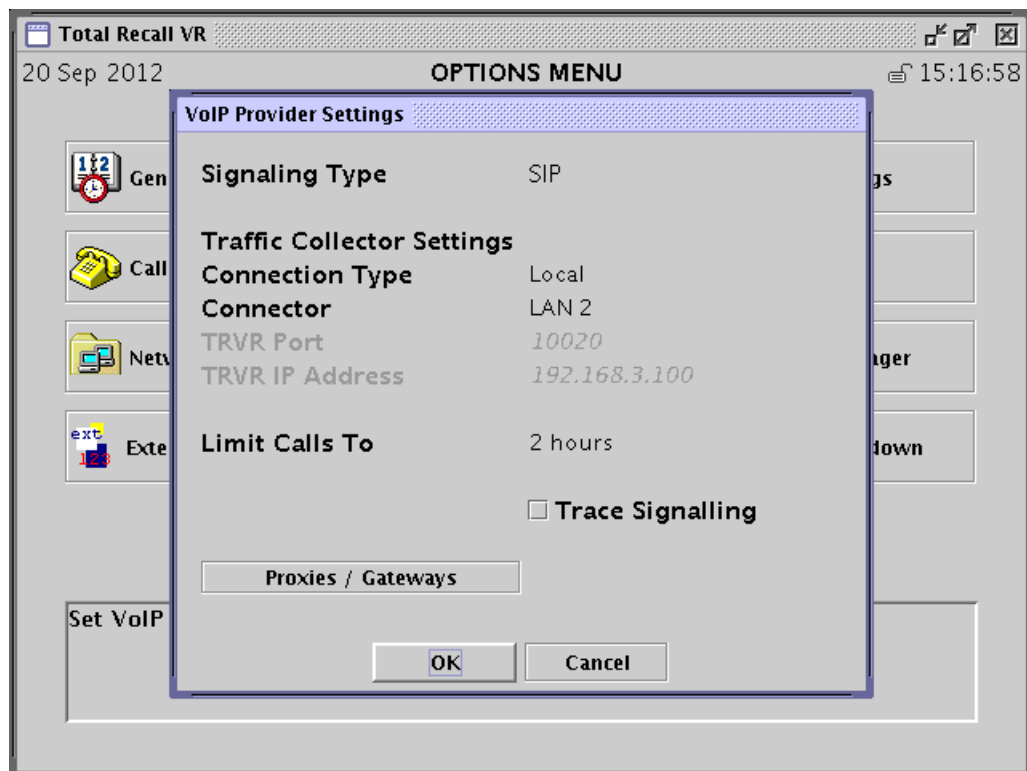 Total Recall VR
20 Sep 2012 OPTIONS MENU 15:16:58
VoIP Provider Settings
Gen
Signaling Type SIP
gs
Traffic Collector Settings
Call
Connection Type Local
Connector LAN 2
TRVR Port 10020
Netw
TRVR IP Address 192.168.3.100
ager
ext
123
Exte
Limit Calls To 2 hours
down
Trace Signalling
Proxies / Gateways
Set VoIP
OK Cancel